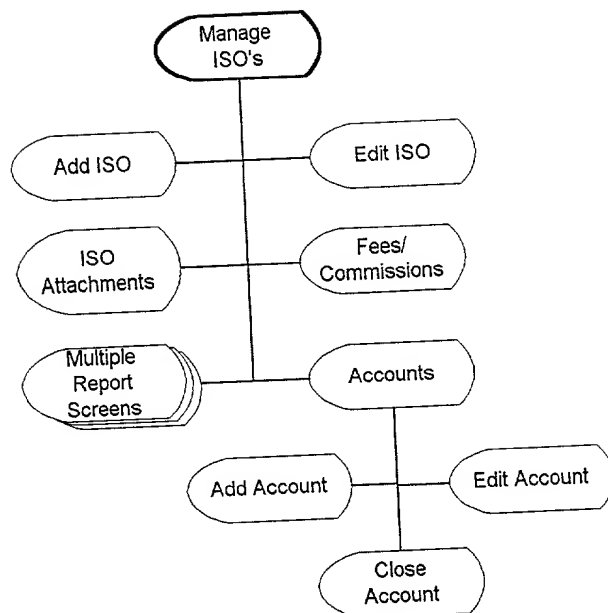 Manage
ISO's
Add ISO
Edit ISO
ISO
Attachments
Fees/
Commissions
Multiple
Report
Screens
Accounts
Add Account
Edit Account
Close
Account